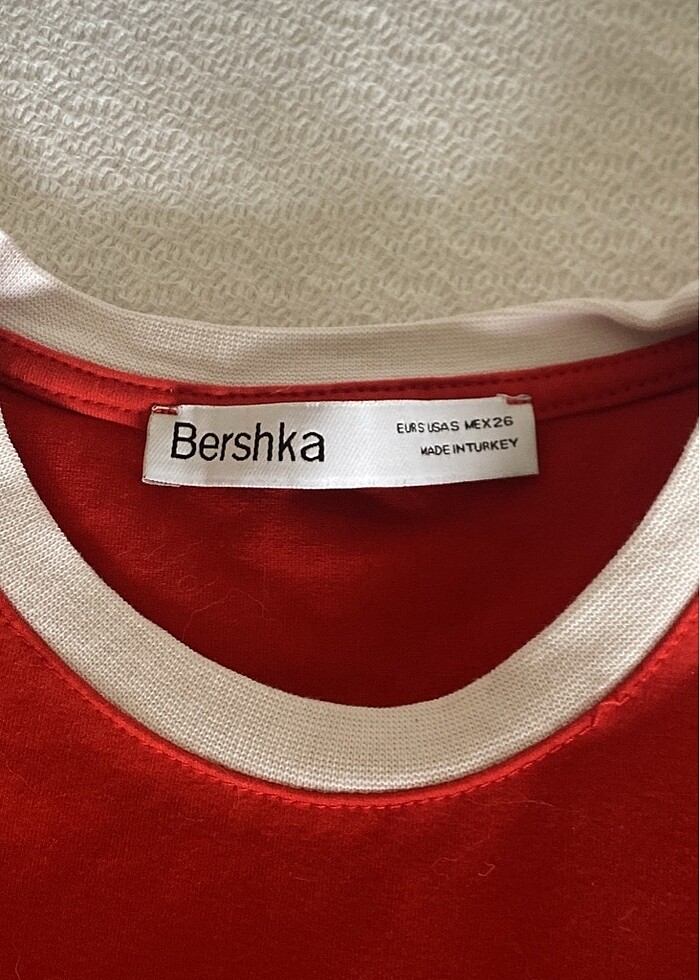 Bershka
EUR S USA S MEX 26
MADE IN TURKEY